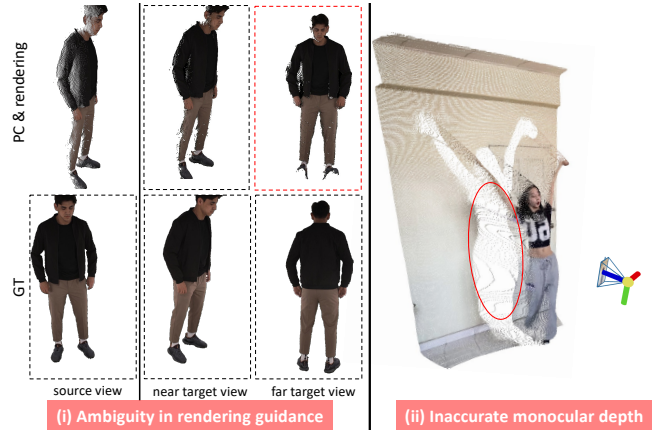 PC & rendering
GT
source view
near target view
far target view
(i) Ambiguity in rendering guidance
(ii) Inaccurate monocular depth